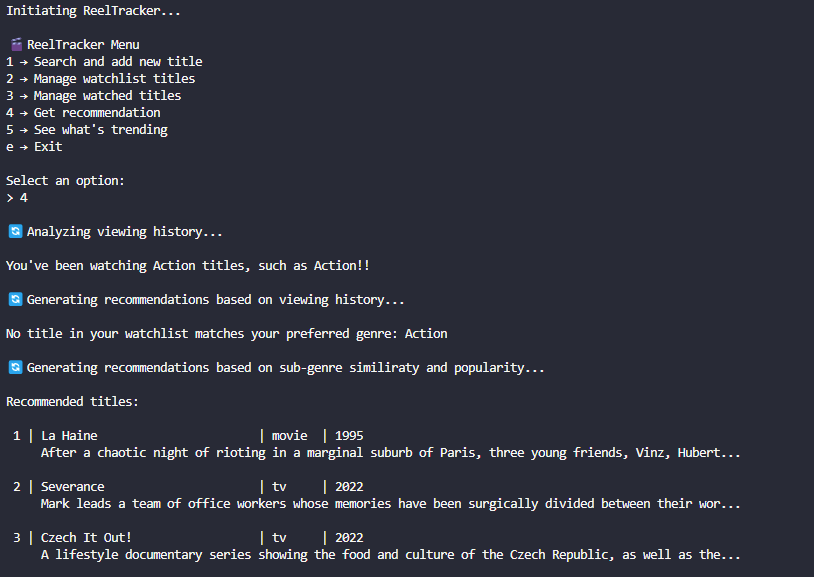 Initiating ReelTracker...
ReelTracker Menu
1 → Search and add new title
2 → Manage watchlist titles
3 → Manage watched titles
4 → Get recommendation
5 → See what's trending
e → Exit
Select an option:
> 4
Analyzing viewing history...
You've been watching Action titles, such as Action!!
Generating recommendations based on viewing history...
No title in your watchlist matches your preferred genre: Action
Generating recommendations based on sub-genre similiraty and popularity...
Recommended titles:
1 | La Haine | movie | 1995
After a chaotic night of rioting in a marginal suburb of Paris, three young friends, Vinz, Hubert...
2 | Severance | tv | 2022
Mark leads a team of office workers whose memories have been surgically divided between their wor...
3 | Czech It Out! | tv | 2022
A lifestyle documentary series showing the food and culture of the Czech Republic, as well as the...